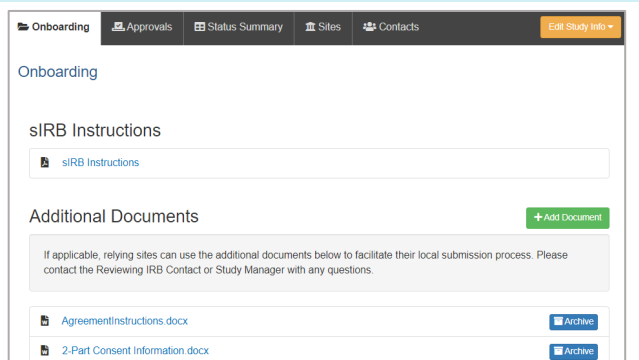 Onboarding Approvals Status Summary Sites Contacts Edit Study Info
Onboarding
sIRB Instructions
sIRB Instructions
Additional Documents
Add Document
If applicable, relying sites can use the additional documents below to facilitate their local submission process. Please
contact the Reviewing IRB Contact or Study Manager with any questions.
AgreementInstructions.docx Archive
2-Part Consent Information.docx Archive